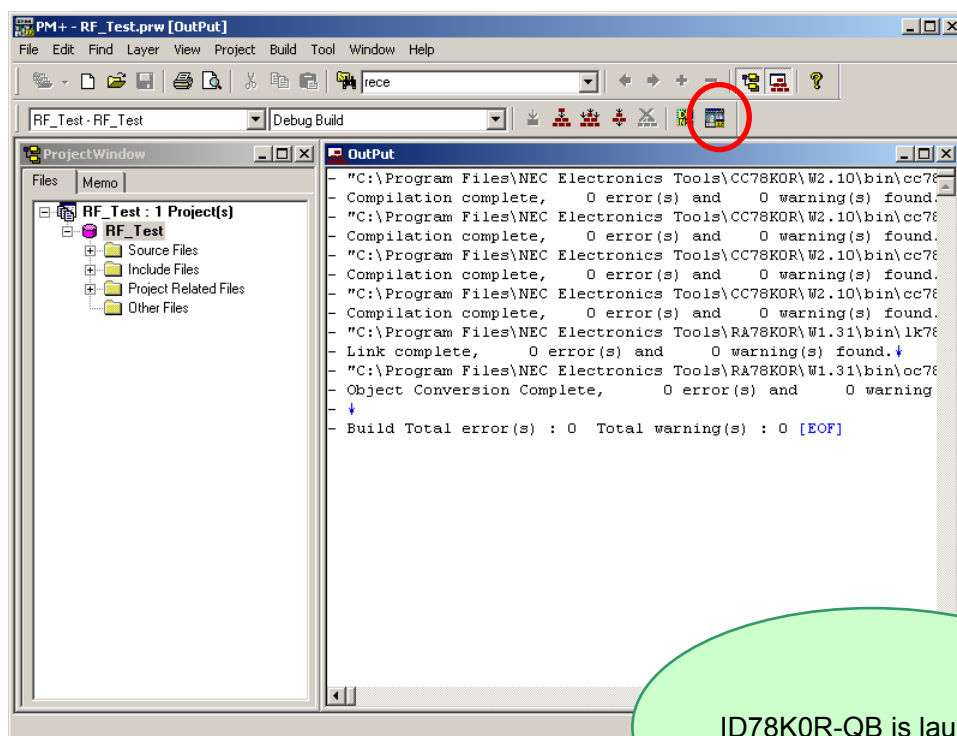 PM+ - RF_Test.prw [OutPut]
File Edit Find Layer View Project Build Tool Window Help
rece
RF_Test - RF_Test Debug Build
ProjectWindow
Files Memo
RF_Test : 1 Project(s)
RF_Test
Source Files
Include Files
Project Related Files
Other Files
OutPut
- "C:\Program Files\NEC Electronics Tools\CC78K0R\W2.10\bin\cc78
- Compilation complete, 0 error(s) and 0 warning(s) found.
- "C:\Program Files\NEC Electronics Tools\CC78K0R\W2.10\bin\cc78
- Compilation complete, 0 error(s) and 0 warning(s) found.
- "C:\Program Files\NEC Electronics Tools\CC78K0R\W2.10\bin\cc78
- Compilation complete, 0 error(s) and 0 warning(s) found.
- "C:\Program Files\NEC Electronics Tools\CC78K0R\W2.10\bin\cc78
- Compilation complete, 0 error(s) and 0 warning(s) found.
- "C:\Program Files\NEC Electronics Tools\RA78K0R\W1.31\bin\lk78
- Link complete, 0 error(s) and 0 warning(s) found.↓
- "C:\Program Files\NEC Electronics Tools\RA78K0R\W1.31\bin\oc78
- Object Conversion Complete, 0 error(s) and 0 warning
- ↓
- Build Total error(s) : 0 Total warning(s) : 0 [EOF]
ID78K0R-QB is lau